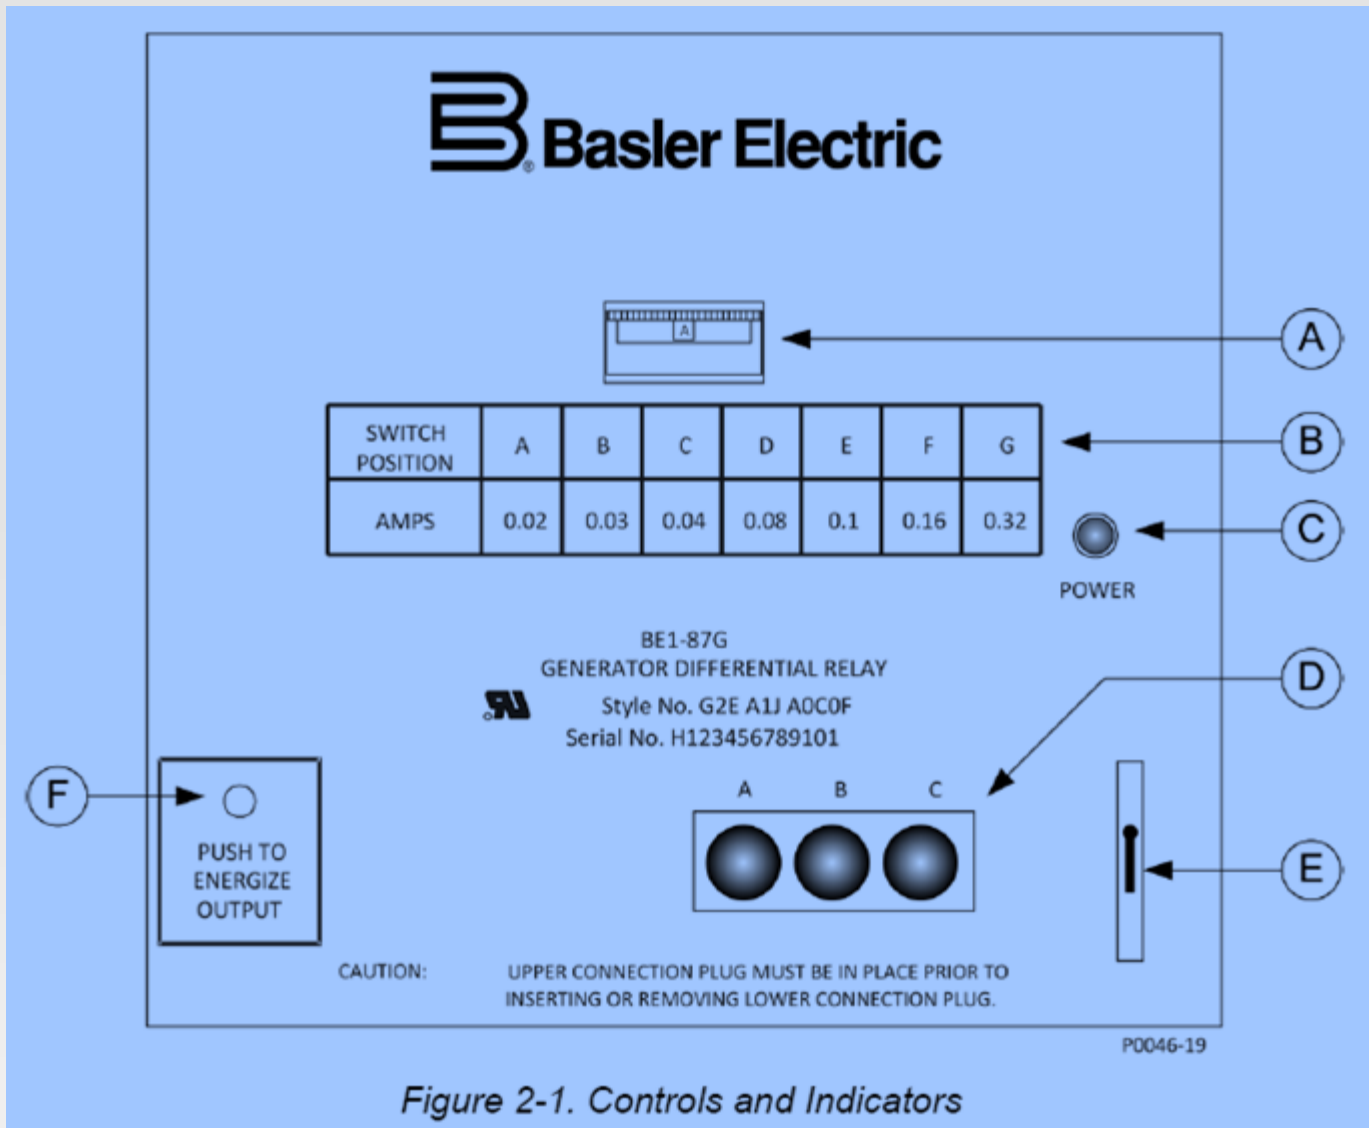 Basler Electric
®
A
A
SWITCH POSITION A B C D E F G
B
AMPS 0.02 0.03 0.04 0.08 0.1 0.16 0.32
C
POWER
BE1-87G
GENERATOR DIFFERENTIAL RELAY
D
Style No. G2E A1J A0C0F
Serial No. H123456789101
A B C
F
PUSH TO
ENERGIZE
OUTPUT
E
CAUTION: UPPER CONNECTION PLUG MUST BE IN PLACE PRIOR TO
INSERTING OR REMOVING LOWER CONNECTION PLUG.
P0046-19
Figure 2-1. Controls and Indicators